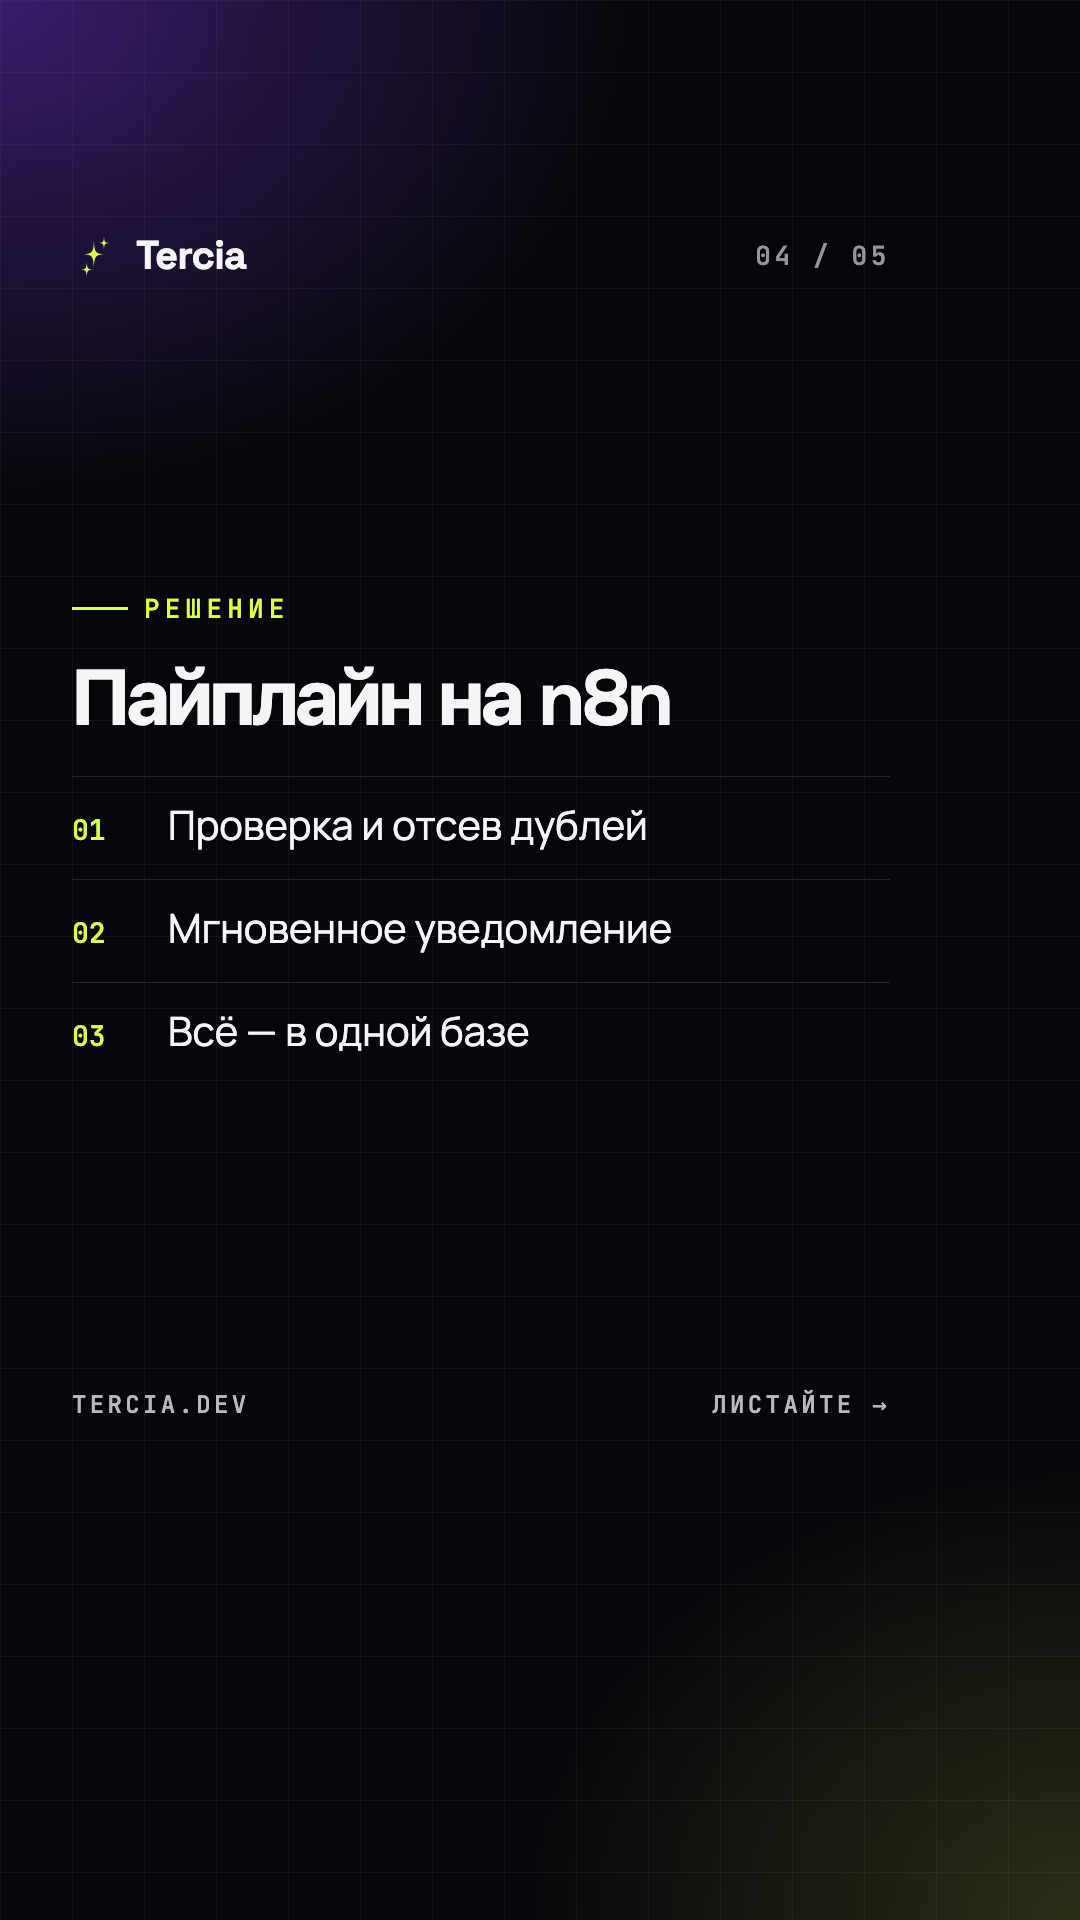 Tercia
04 / 05
РЕШЕНИЕ
Пайплайн на n8n
01 Проверка и отсев дублей
02 Мгновенное уведомление
03 Всё — в одной базе
TERCIA.DEV
ЛИСТАЙТЕ →